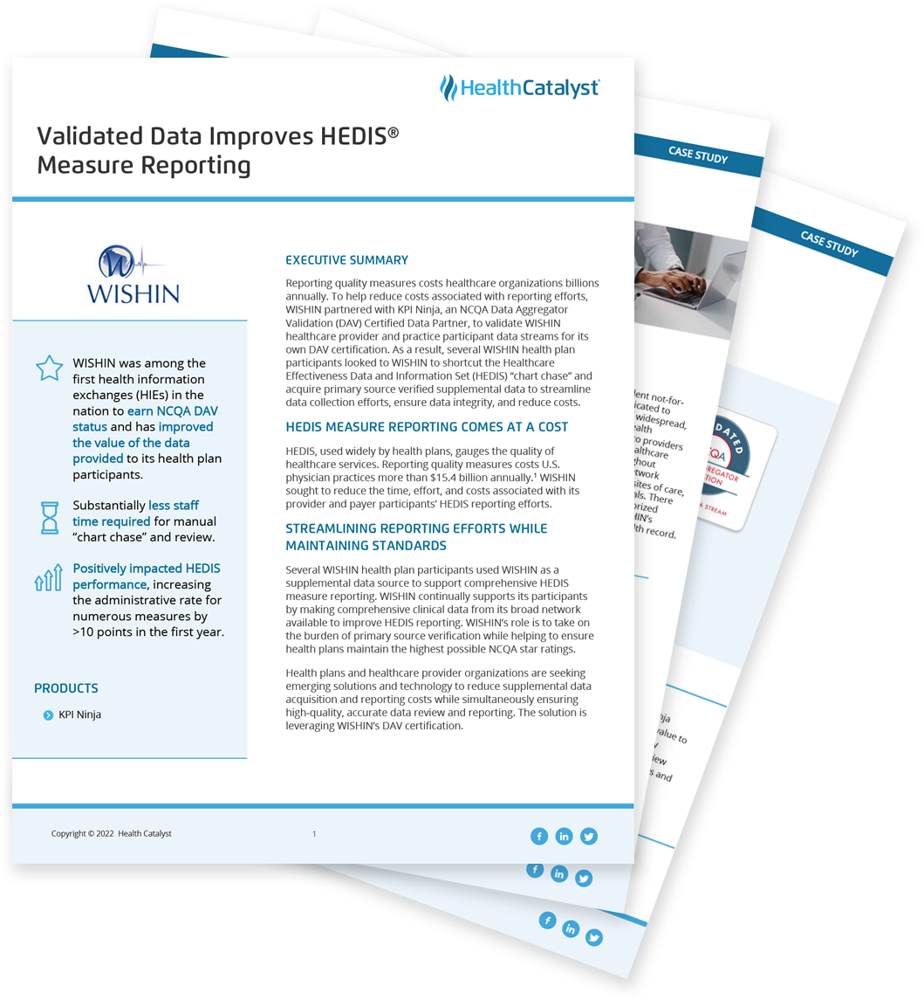 HealthCatalyst
Validated Data Improves HEDIS®
Measure Reporting
WISHIN
WISHIN was among the
first health information
exchanges (HIEs) in the
nation to earn NCQA DAV
status and has improved
the value of the data
provided to its health plan
participants.
Substantially less staff
time required for manual
“chart chase” and review.
Positively impacted HEDIS
performance, increasing
the administrative rate for
numerous measures by
>10 points in the first year.
PRODUCTS
KPI Ninja
EXECUTIVE SUMMARY
Reporting quality measures costs healthcare organizations billions
annually. To help reduce costs associated with reporting efforts,
WISHIN partnered with KPI Ninja, an NCQA Data Aggregator
Validation (DAV) Certified Data Partner, to validate WISHIN
healthcare provider and practice participant data streams for its
own DAV certification. As a result, several WISHIN health plan
participants looked to WISHIN to shortcut the Healthcare
Effectiveness Data and Information Set (HEDIS) “chart chase” and
acquire primary source verified supplemental data to streamline
data collection efforts, ensure data integrity, and reduce costs.
HEDIS MEASURE REPORTING COMES AT A COST
HEDIS, used widely by health plans, gauges the quality of
healthcare services. Reporting quality measures costs U.S.
physician practices more than $15.4 billion annually.¹ WISHIN
sought to reduce the time, effort, and costs associated with its
provider and payer participants’ HEDIS reporting efforts.
STREAMLINING REPORTING EFFORTS WHILE
MAINTAINING STANDARDS
Several WISHIN health plan participants used WISHIN as a
supplemental data source to support comprehensive HEDIS
measure reporting. WISHIN continually supports its participants
by making comprehensive clinical data from its broad network
available to improve HEDIS reporting. WISHIN’s role is to take on
the burden of primary source verification while helping to ensure
health plans maintain the highest possible NCQA star ratings.
Health plans and healthcare provider organizations are seeking
emerging solutions and technology to reduce supplemental data
acquisition and reporting costs while simultaneously ensuring
high-quality, accurate data review and reporting. The solution is
leveraging WISHIN’s DAV certification.
Copyright © 2022 Health Catalyst
1
CASE STUDY
not-for-
to
widespread,
to providers
of care,
There
record.
CASE STUDY
STREAM
to
and